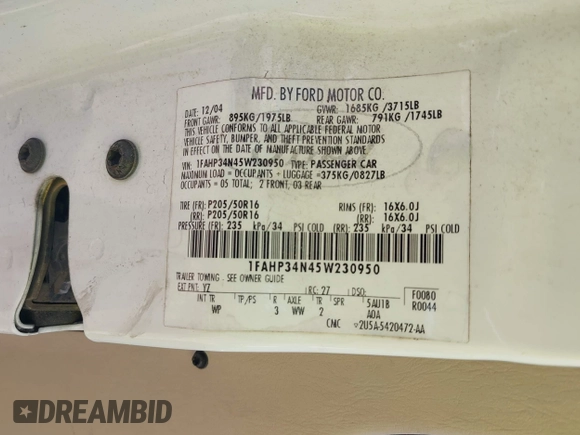 MFD. BY FORD MOTOR CO.
DATE: 12/04 GVWR: 1685KG /3715LB
FRONT GAWR: 895KG/1975LB REAR GAWR: 791KG /1745LB
THIS VEHICLE CONFORMS TO ALL APPLICABLE FEDERAL MOTOR
VEHICLE SAFETY, BUMPER, AND THEFT PREVENTION STANDARDS
IN EFFECT ON THE DATE OF MANUFACTURE SHOWN ABOVE.
VIN: 1FAHP34N45W230950 TYPE: PASSENGER CAR
MAXIMUM LOAD = OCCUPANTS + LUGGAGE = 375KG/0827LB
OCCUPANTS = 05 TOTAL; 2 FRONT, 03 REAR
TIRE (FR): P205/50R16 RIMS (FR): 16X6.0J
(RR): P205/50R16 (RR): 16X6.0J
PRESSURE (FR): 235 kPa/34 PSI COLD (RR): 235 kPa/34 PSI COLD
1FAHP34N45W230950
TRAILER TOWING - SEE OWNER GUIDE
EXT PNT: YZ RC: 27 DSO: F0080
INT TR TP/PS R AXLE TR SPR 5AU1B R0044
WP 3 WW 2 A0A
CNC 2U5A-5420472-AA
DREAMBID